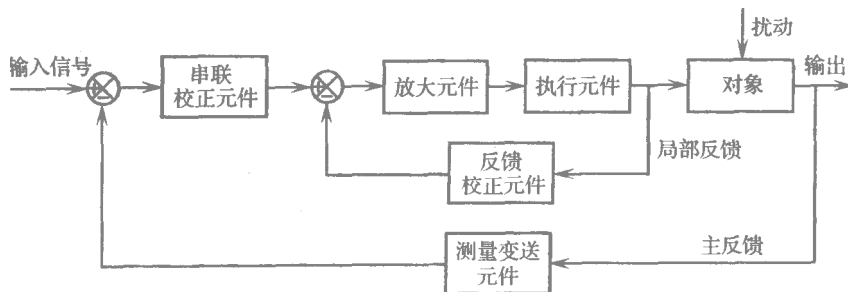 扰动
输入信号
输出
串联
校正元件
放大元件
执行元件
对象
局部反馈
反馈
校正元件
主反馈
测量变送
元件